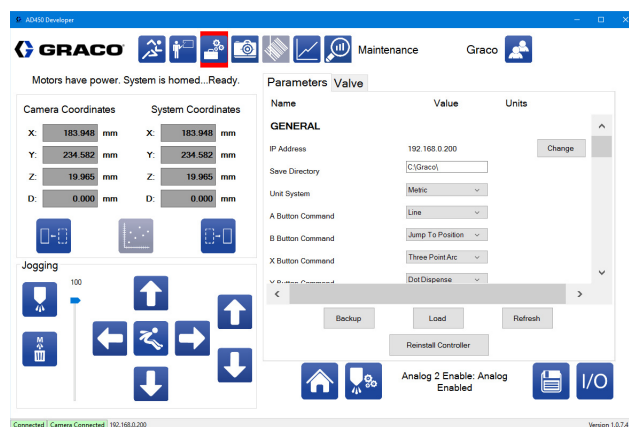 AD450 Developer
GRACO
Maintenance
Graco
Motors have power. System is homed...Ready.
Camera Coordinates
System Coordinates
X: 183.948 mm X: 183.948 mm
Y: 234.582 mm Y: 234.582 mm
Z: 19.965 mm Z: 19.965 mm
D: 0.000 mm D: 0.000 mm
Jogging
100
M
Parameters Valve
Name Value Units
GENERAL
IP Address 192.168.0.200 Change
Save Directory C:\Graco\
Unit System Metric
A Button Command Line
B Button Command Jump To Position
X Button Command Three Point Arc
Y Button Command Dot Dispense
Backup Load Refresh
Reinstall Controller
Analog 2 Enable: Analog
Enabled
I/O
Connected Camera Connected 192.168.0.200 Version 1.0.7.4